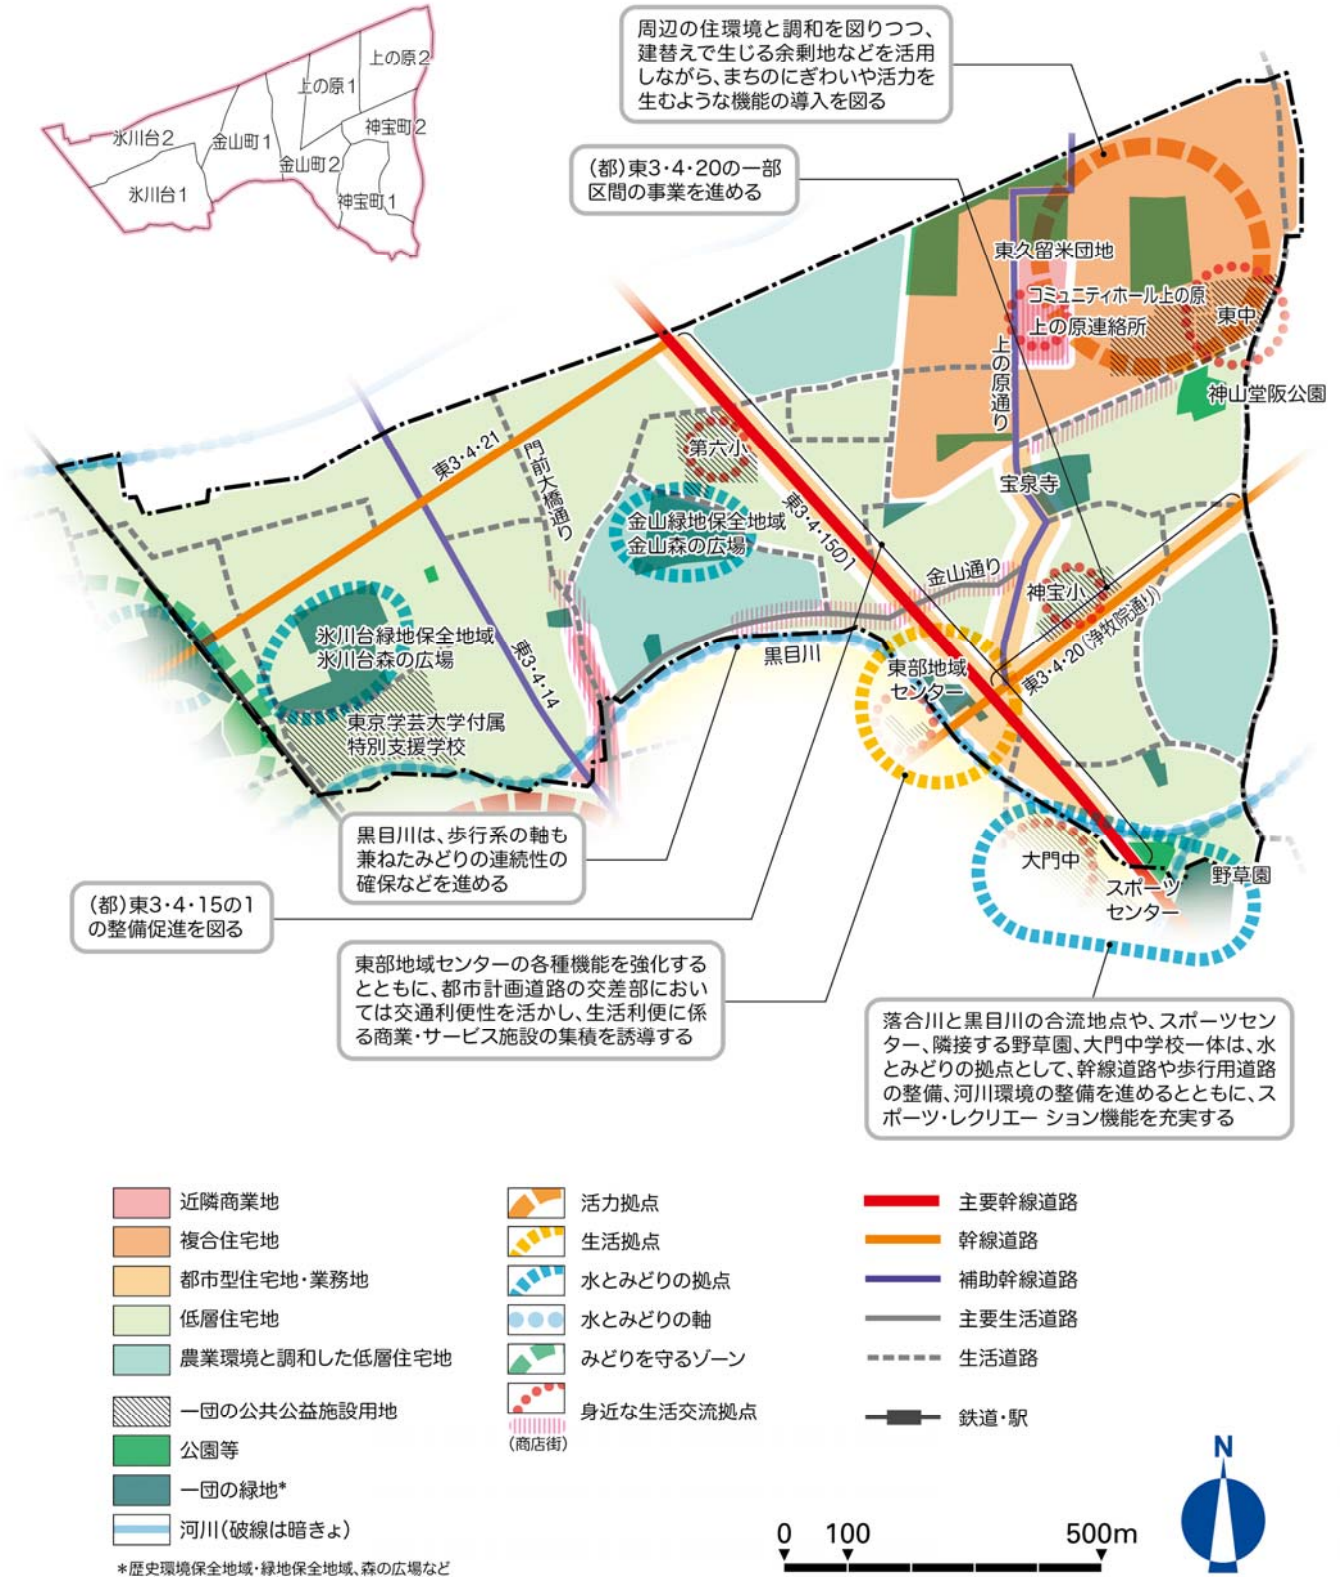 上の原2
上の原1
氷川台2
金山町1
神宝町2
金山町2
氷川台1
神宝町1
周辺の住環境と調和を図りつつ、
建替えで生じる余剰地などを活用
しながら、まちのにぎわいや活力を
生むような機能の導入を図る
（都）東3・4・20の一部
区間の事業を進める
東久留米団地
コミュニティホール上の原
上の原連絡所
東中
上の原通り
神山堂阪公園
東3・4・21
門前大橋通り
第六小
宝泉寺
金山緑地保全地域
金山森の広場
東3・4・15の1
金山通り
神宝小
東3・4・20（浄牧院通り）
氷川台緑地保全地域
氷川台森の広場
東3・4・14
黒目川
東部地域
センター
東京学芸大学付属
特別支援学校
黒目川は、歩行系の軸も
兼ねたみどりの連続性の
確保などを進める
大門中
野草園
スポーツ
センター
（都）東3・4・15の1
の整備促進を図る
東部地域センターの各種機能を強化する
とともに、都市計画道路の交差部におい
ては交通利便性を活かし、生活利便に係
る商業・サービス施設の集積を誘導する
落合川と黒目川の合流地点や、スポーツセン
ター、隣接する野草園、大門中学校一体は、水
とみどりの拠点として、幹線道路や歩行用道路
の整備、河川環境の整備を進めるとともに、ス
ポーツ・レクリエー ション機能を充実する
近隣商業地
複合住宅地
都市型住宅地・業務地
低層住宅地
農業環境と調和した低層住宅地
一団の公共公益施設用地
公園等
一団の緑地*
河川（破線は暗きょ）
*歴史環境保全地域・緑地保全地域、森の広場など
活力拠点
生活拠点
水とみどりの拠点
水とみどりの軸
みどりを守るゾーン
身近な生活交流拠点
（商店街）
主要幹線道路
幹線道路
補助幹線道路
主要生活道路
生活道路
鉄道・駅
N
0 100 500m